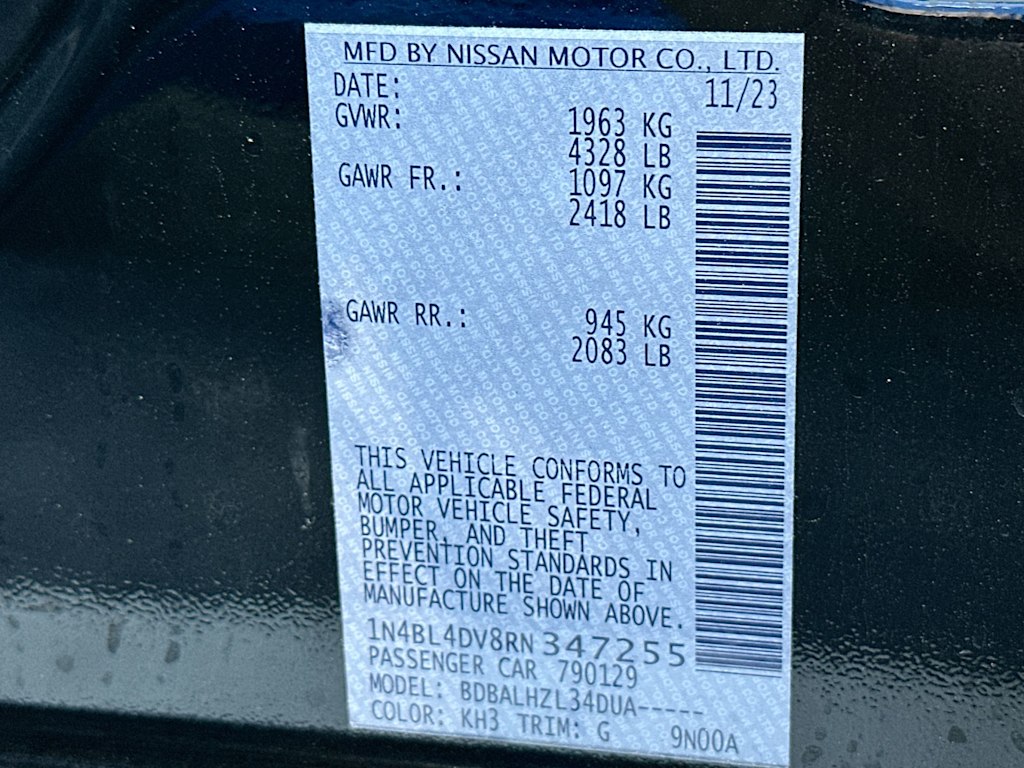 MFD BY NISSAN MOTOR CO., LTD.
DATE: 11/23
GVWR: 1963 KG
4328 LB
GAWR FR.: 1097 KG
2418 LB
GAWR RR.: 945 KG
2083 LB
THIS VEHICLE CONFORMS TO
ALL APPLICABLE FEDERAL
MOTOR VEHICLE SAFETY,
BUMPER, AND THEFT
PREVENTION STANDARDS IN
EFFECT ON THE DATE OF
MANUFACTURE SHOWN ABOVE.
1N4BL4DV8RN347255
PASSENGER CAR 790129
MODEL: BDBALHZL34DUA-----
COLOR: KH3 TRIM: G 9N00A